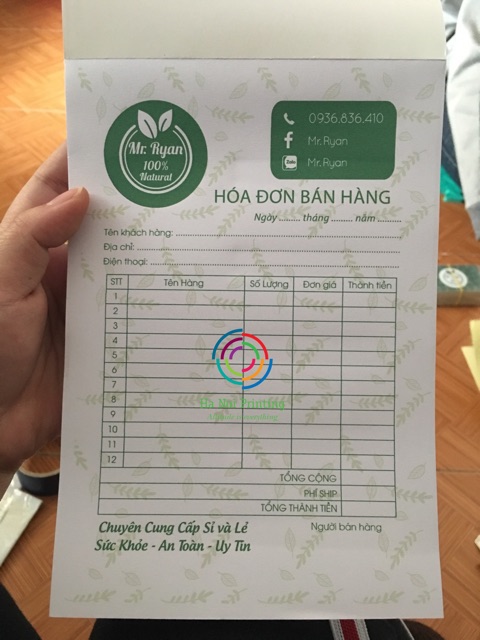 Mr. Ryan
100%
Natural
0936.836.410
f Mr.Ryan
Zalo Mr.Ryan
HÓA ĐƠN BÁN HÀNG
Ngày ........ tháng ........ năm ........
Tên khách hàng:
Địa chỉ:
Điện thoại:
STT Tên Hàng Số Lượng Đơn giá Thành tiền
1
2
3
4
5
6
7
8
9
10
11
12
Hà Nội Printing
TỔNG CỘNG
PHÍ SHIP
TỔNG THÀNH TIỀN
Chuyên Cung Cấp Sỉ và Lẻ
Người bán hàng
Sức Khỏe - An Toàn - Uy Tín